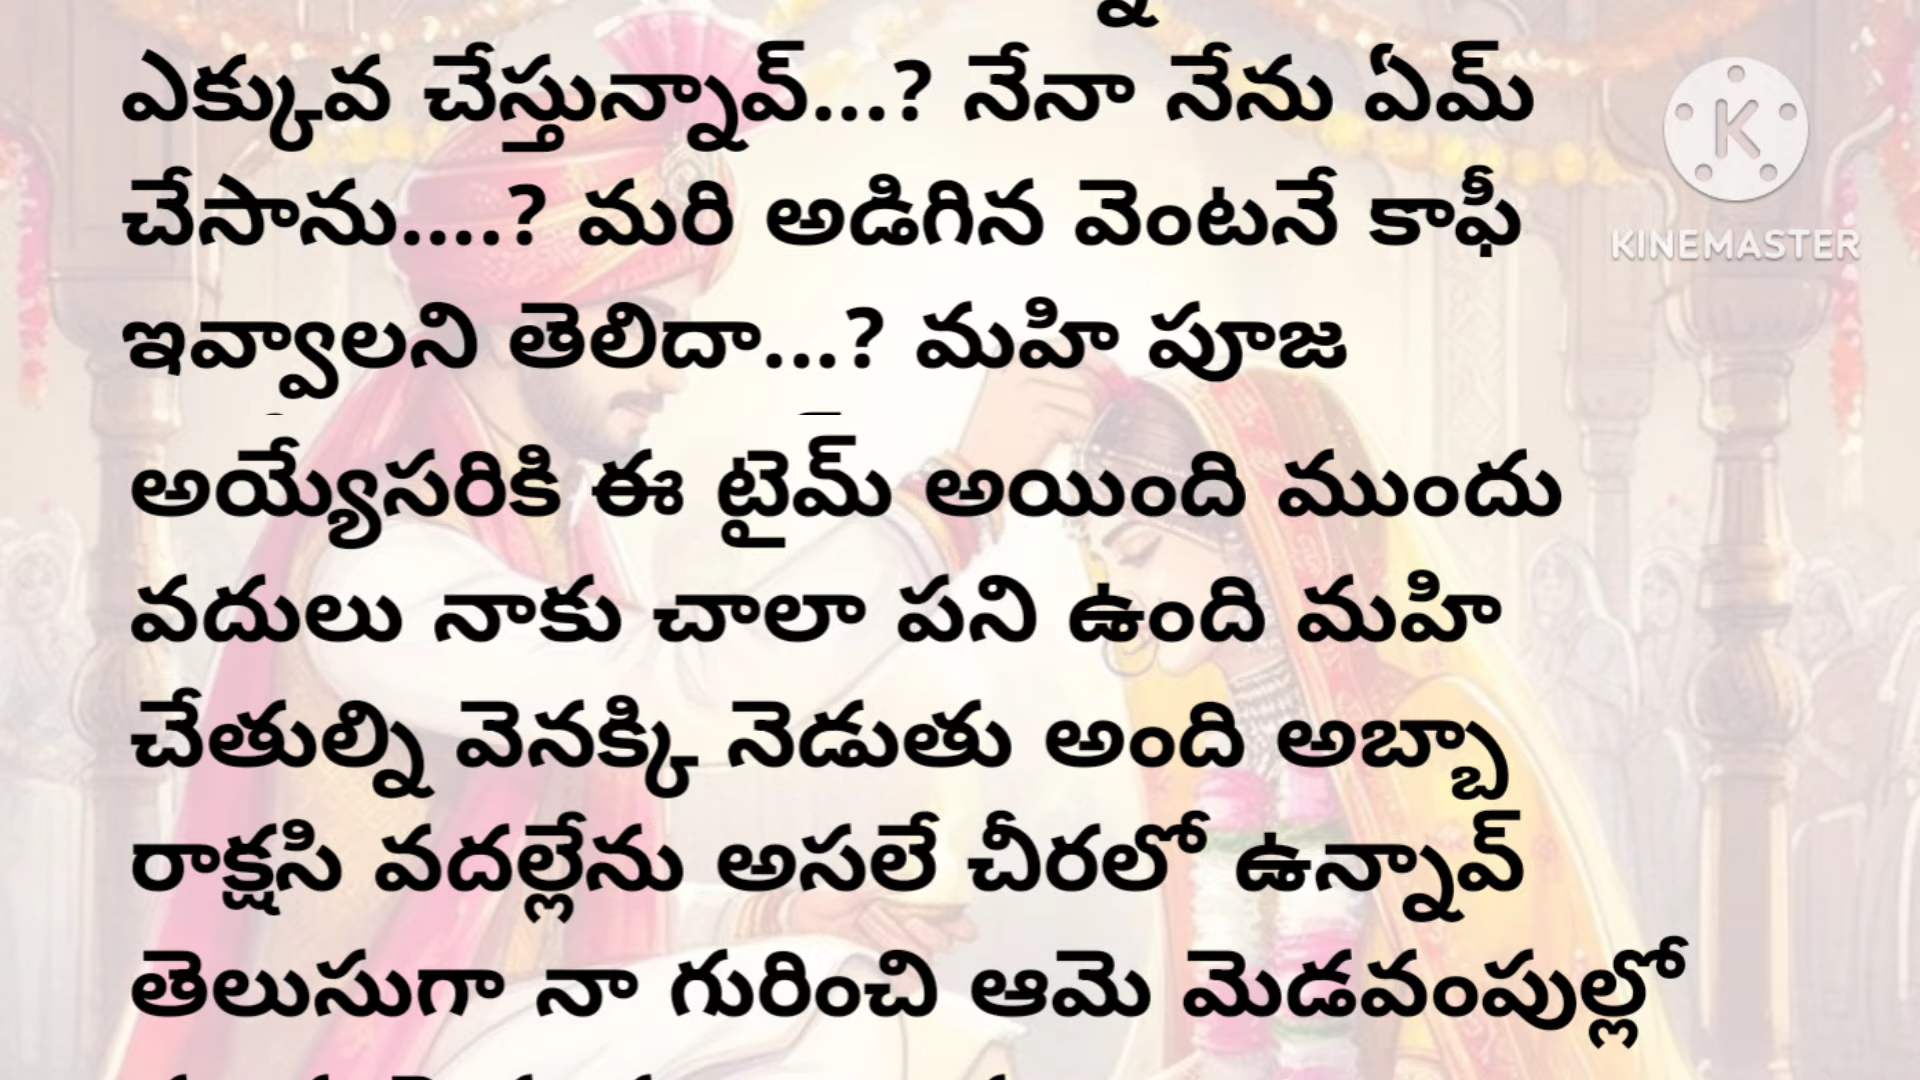 ఎక్కువ చేస్తున్నావ్...? నేనా నేను ఏమ్
చేసాను....? మరి అడిగిన వెంటనే కాఫీ
ఇవ్వాలని తెలిదా...? మహి పూజ
అయ్యేసరికి ఈ టైమ్ అయింది ముందు
వదులు నాకు చాలా పని ఉంది మహి
చేతుల్ని వెనక్కి నెడుతు అంది అబ్బా
రాక్షసి వదల్లేను అసలే చీరలో ఉన్నావ్
తెలుసుగా నా గురించి ఆమె మెడవంపుల్లో
K
KINEMASTER